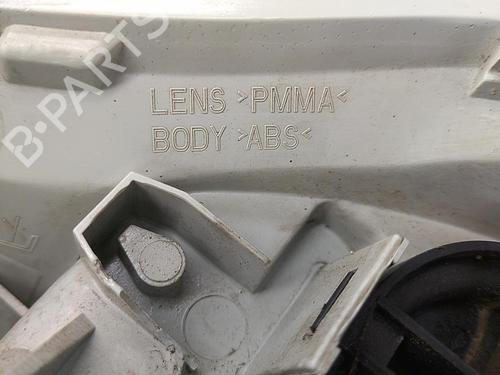 B-PARTS
LENS >PMMA<
BODY >ABS<